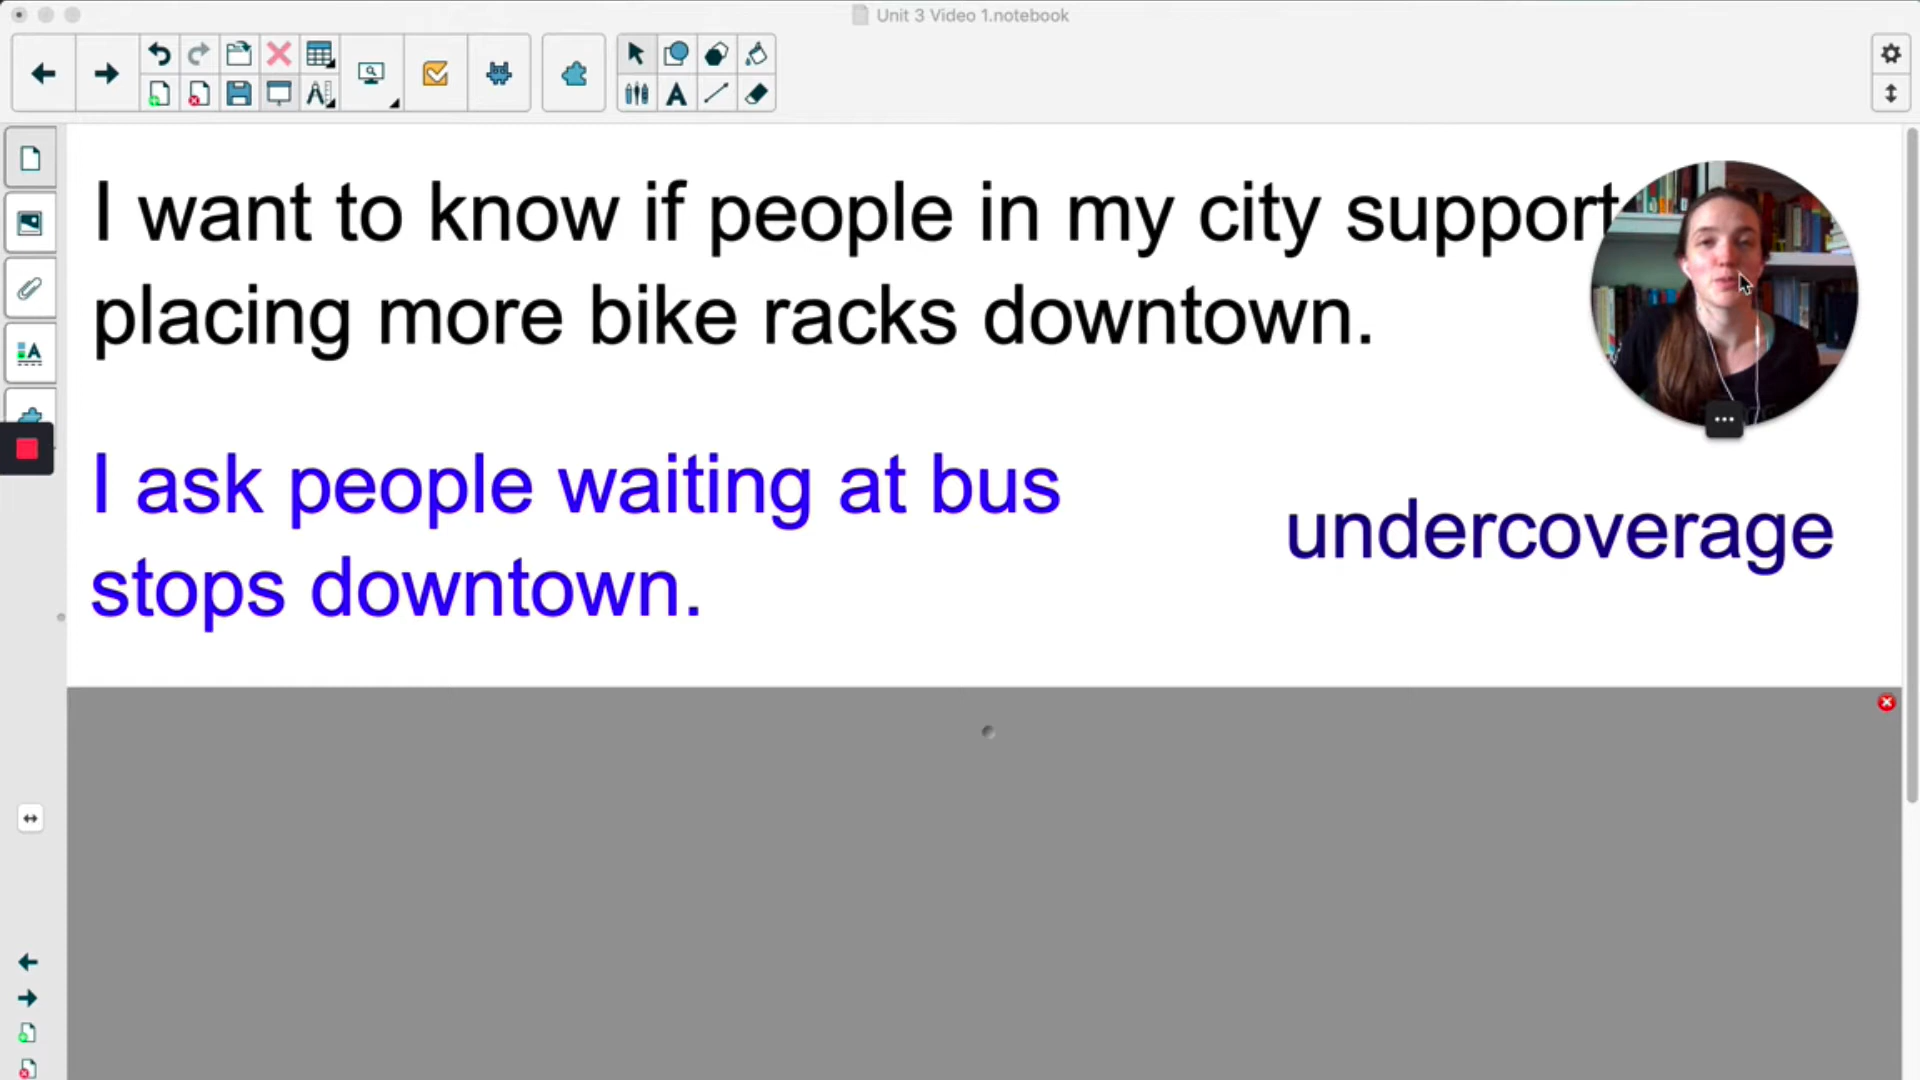 Unit 3 Video 1.notebook
I want to know if people in my city support
placing more bike racks downtown.
I ask people waiting at bus
stops downtown.
undercoverage